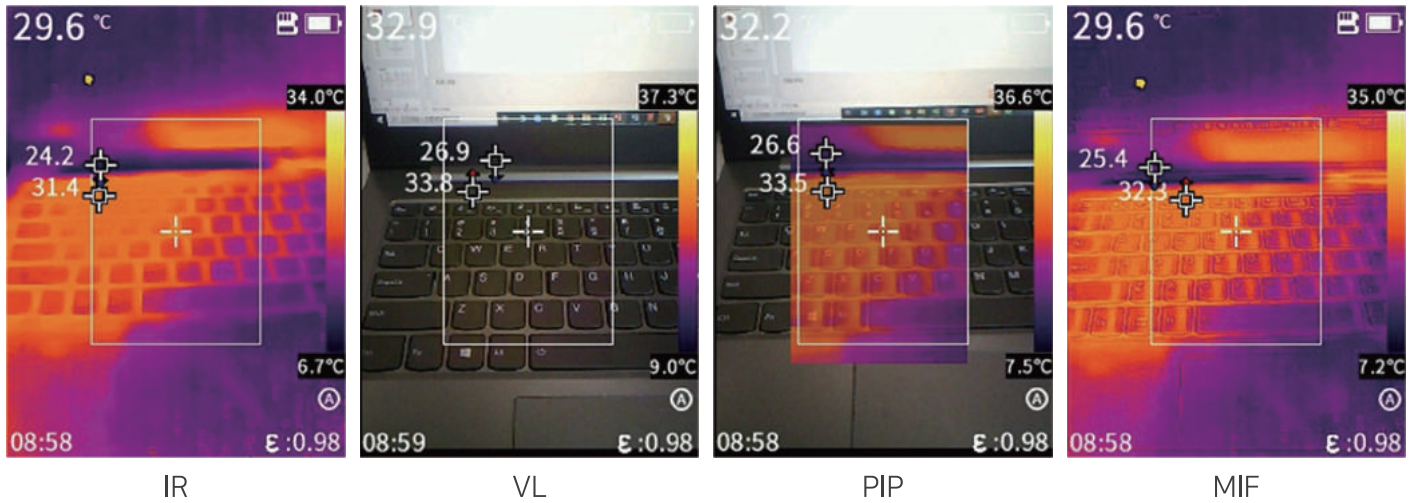 29.6 °C
34.0°C
24.2
31.4
6.7°C
A
08:58
ε :0.98
IR
32.9
37.3°C
26.9
33.8
W E R T
A S D F G
Z X C V
9.0°C
A
08:59
ε :0.98
VL
32.2
36.6°C
26.6
33.5
7.5°C
A
08:58
ε :0.98
PIP
29.6 °C
35.0°C
25.4
32.3
7.2°C
A
08:58
ε :0.98
MIF